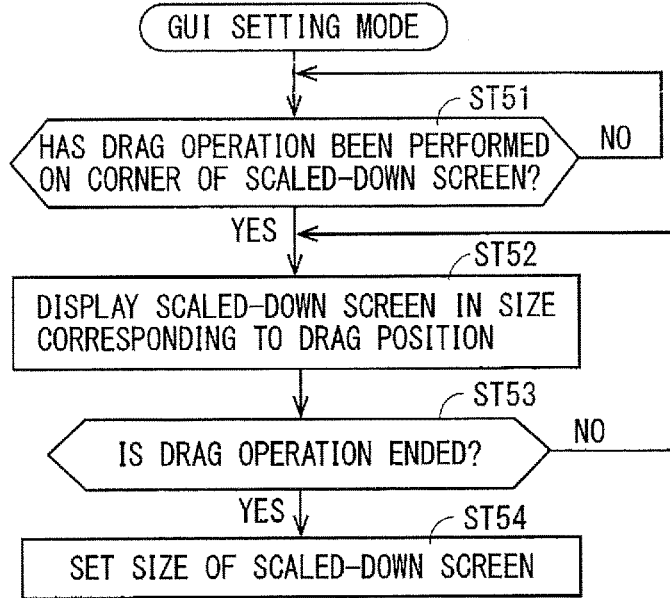 GUI SETTING MODE
ST51
HAS DRAG OPERATION BEEN PERFORMED
ON CORNER OF SCALED-DOWN SCREEN?
NO
YES
ST52
DISPLAY SCALED-DOWN SCREEN IN SIZE
CORRESPONDING TO DRAG POSITION
ST53
IS DRAG OPERATION ENDED?
NO
YES
ST54
SET SIZE OF SCALED-DOWN SCREEN